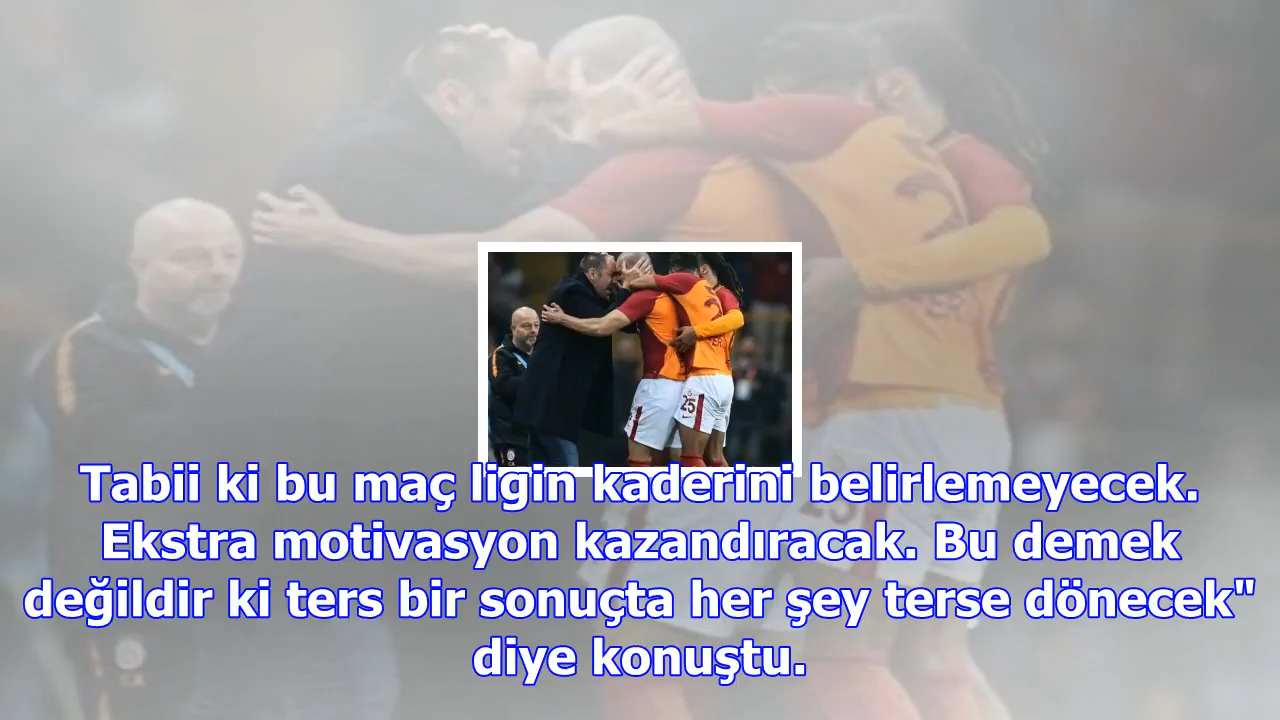 Tabii ki bu maç ligin kaderini belirlemeyecek.
Ekstra motivasyon kazandıracak. Bu demek
değildir ki ters bir sonuçta her şey terse dönecek"
diye konuştu.
25